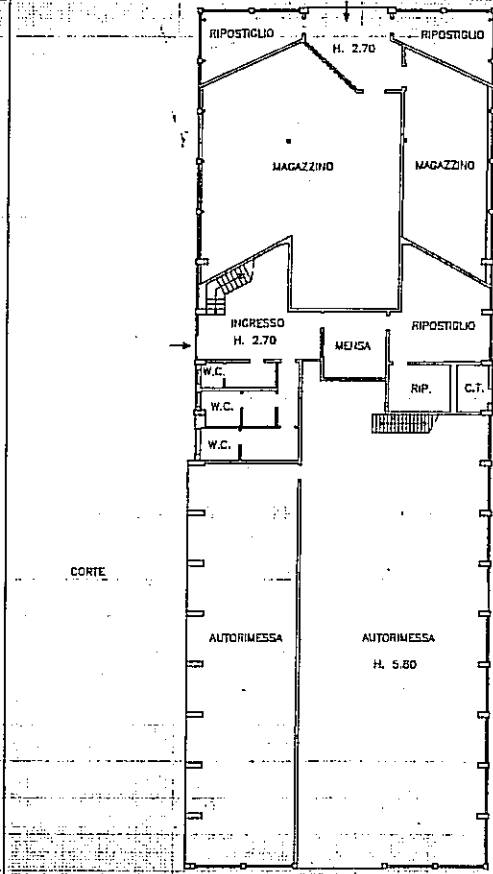 RIPOSTIGLIO
H. 2.70
RIPOSTIGLIO
MAGAZZINO
MAGAZZINO
INGRESSO
H. 2.70
MENSA
RIPOSTIGLIO
W.C.
RIP.
C.T.
W.C.
W.C.
CORTE
AUTORIMESSA
AUTORIMESSA
H. 5.80